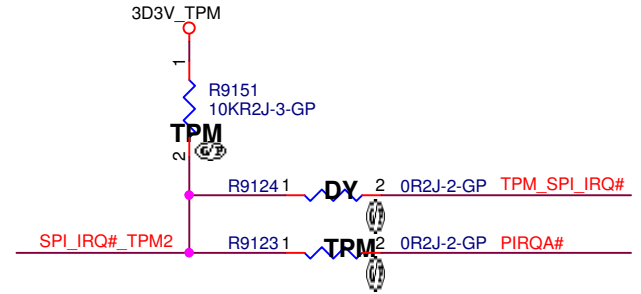 3D3V_TPM
1
R9151
10KR2J-3-GP
TPM
2
G/P
R9124 1 DY 2 0R2J-2-GP TPM_SPI_IRQ#
G/P
SPI_IRQ#_TPM2 R9123 1 TPM 2 0R2J-2-GP PIRQA#
G/P